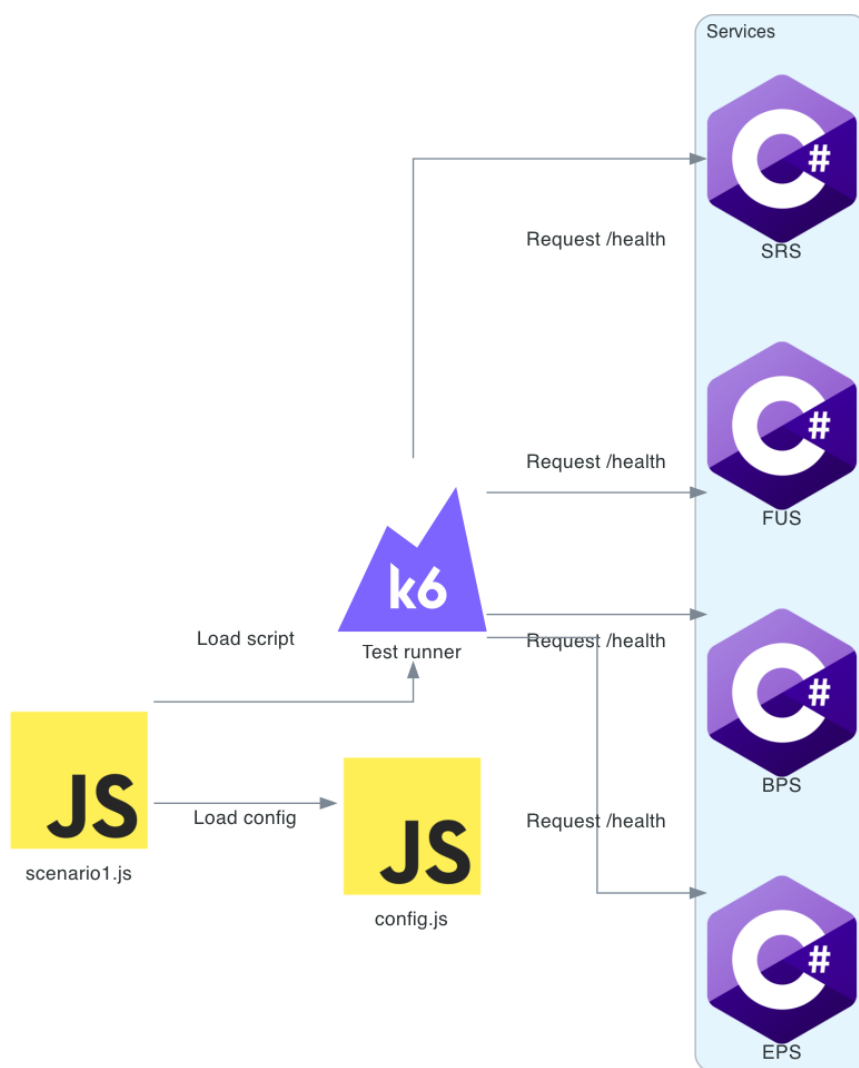 Services
C#
SRS
Request /health
C#
FUS
Request /health
k6
Test runner
C#
BPS
Request /health
Load script
JS
scenario1.js
Load config
JS
config.js
Request /health
C#
EPS